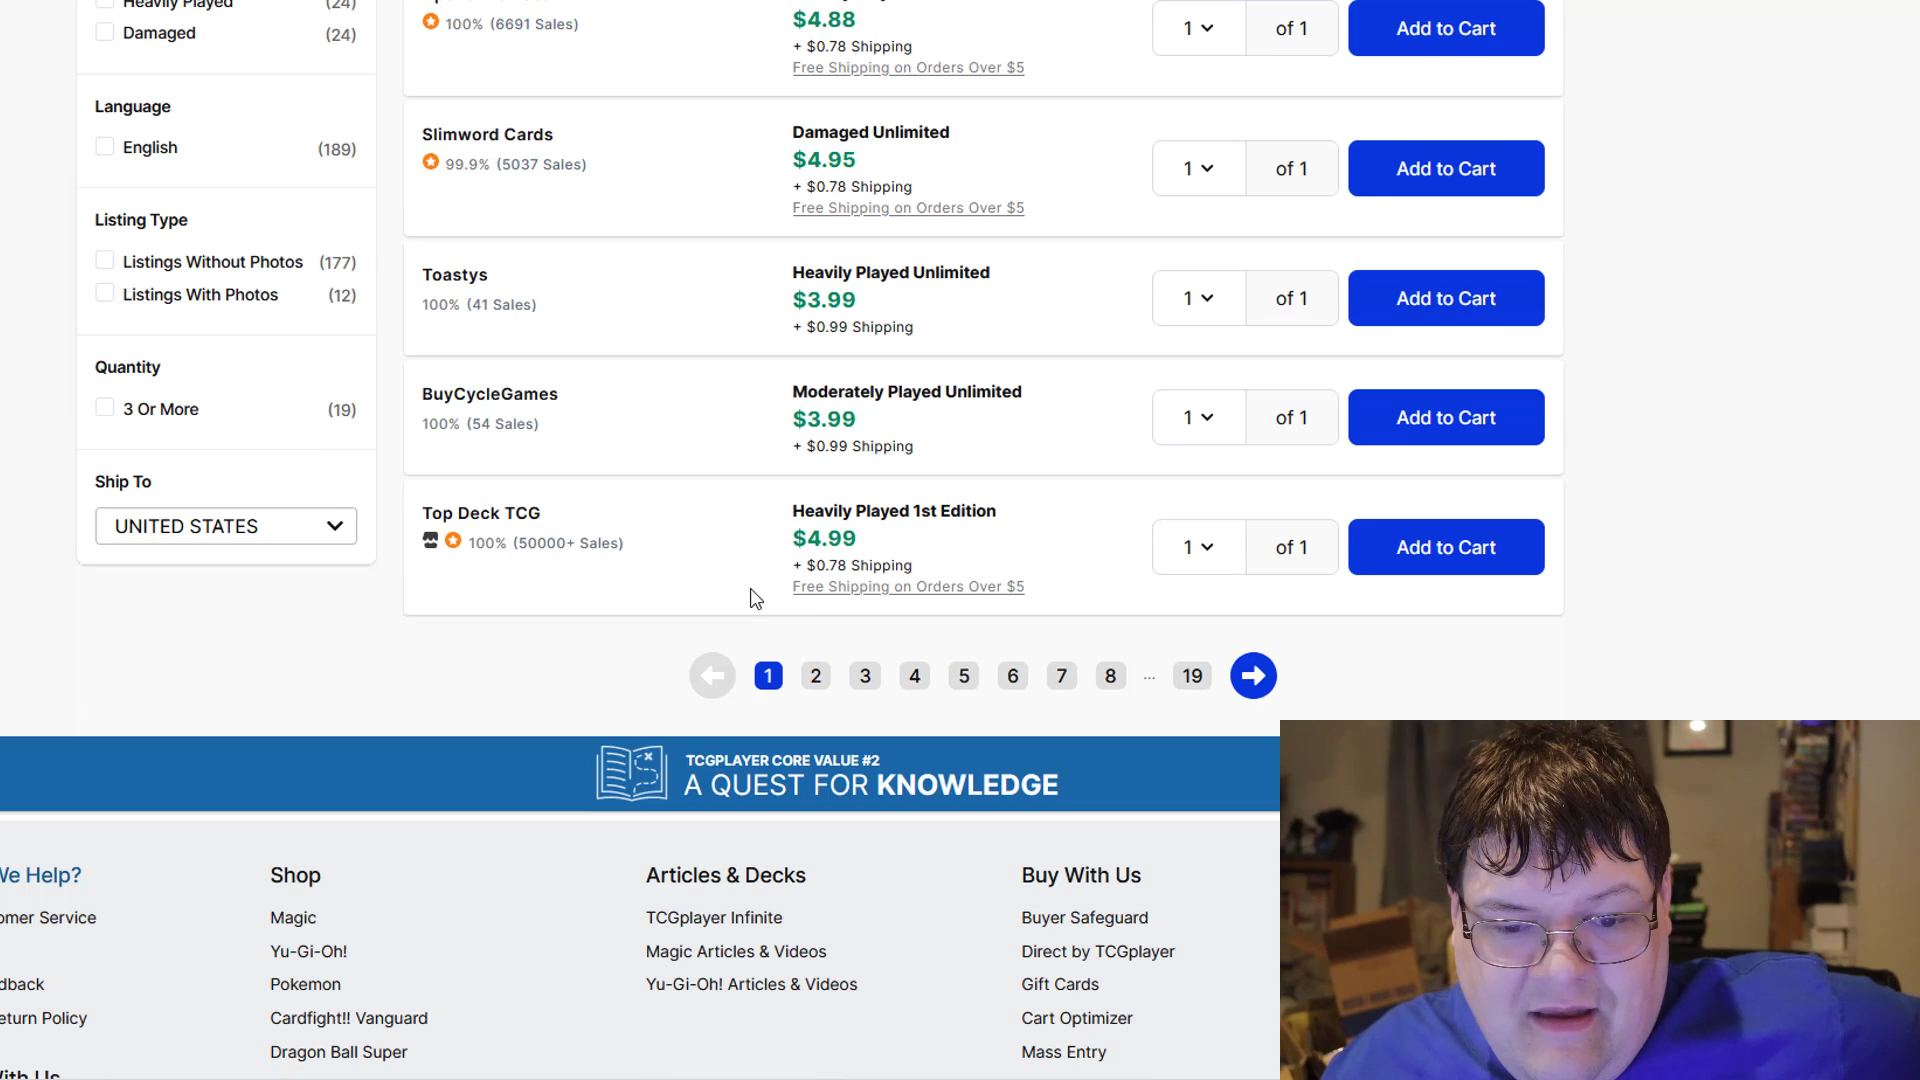 Heavily Played (24)
Damaged (24)
Language
English (189)
Listing Type
Listings Without Photos (177)
Listings With Photos (12)
Quantity
3 Or More (19)
Ship To
UNITED STATES
100% (6691 Sales)
$4.88
+ $0.78 Shipping
Free Shipping on Orders Over $5
1 of 1 Add to Cart
Slimword Cards
99.9% (5037 Sales)
Damaged Unlimited
$4.95
+ $0.78 Shipping
Free Shipping on Orders Over $5
1 of 1 Add to Cart
Toastys
100% (41 Sales)
Heavily Played Unlimited
$3.99
+ $0.99 Shipping
1 of 1 Add to Cart
BuyCycleGames
100% (54 Sales)
Moderately Played Unlimited
$3.99
+ $0.99 Shipping
1 of 1 Add to Cart
Top Deck TCG
100% (50000+ Sales)
Heavily Played 1st Edition
$4.99
+ $0.78 Shipping
Free Shipping on Orders Over $5
1 of 1 Add to Cart
1 2 3 4 5 6 7 8 ... 19
TCGPLAYER CORE VALUE #2
A QUEST FOR KNOWLEDGE
We Help?
omer Service
dback
eturn Policy
With Us
Shop
Magic
Yu-Gi-Oh!
Pokemon
Cardfight!! Vanguard
Dragon Ball Super
Articles & Decks
TCGplayer Infinite
Magic Articles & Videos
Yu-Gi-Oh! Articles & Videos
Buy With Us
Buyer Safeguard
Direct by TCGplayer
Gift Cards
Cart Optimizer
Mass Entry